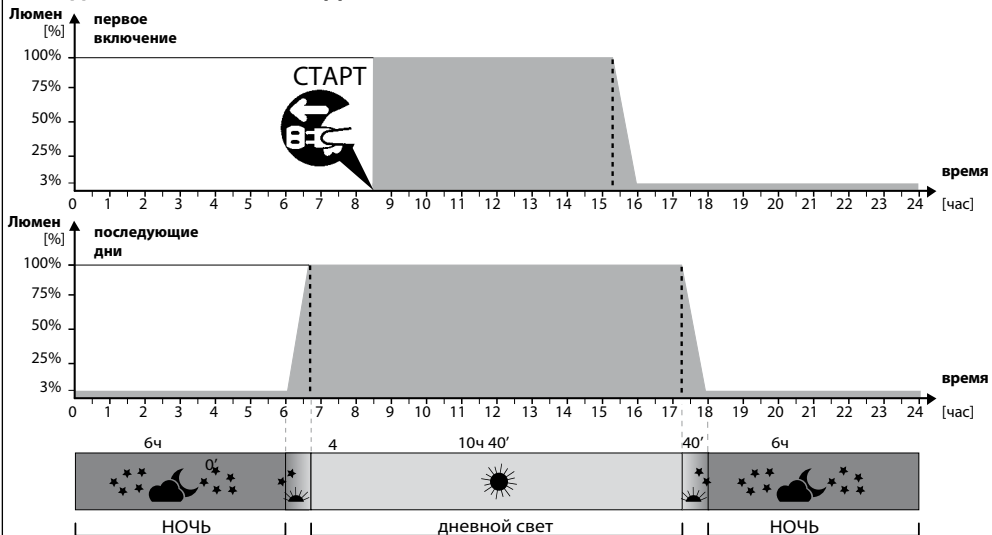 Люмен
[%]
первое
включение
100%
75%
50%
25%
3%
СТАРТ
время
[час]
0 1 2 3 4 5 6 7 8 9 10 11 12 13 14 15 16 17 18 19 20 21 22 23 24
Люмен
[%]
последующие
дни
100%
75%
50%
25%
3%
время
[час]
0 1 2 3 4 5 6 7 8 9 10 11 12 13 14 15 16 17 18 19 20 21 22 23 24
6ч 4 10ч 40’ 40’ 6ч
0’
НОЧЬ дневной свет НОЧЬ